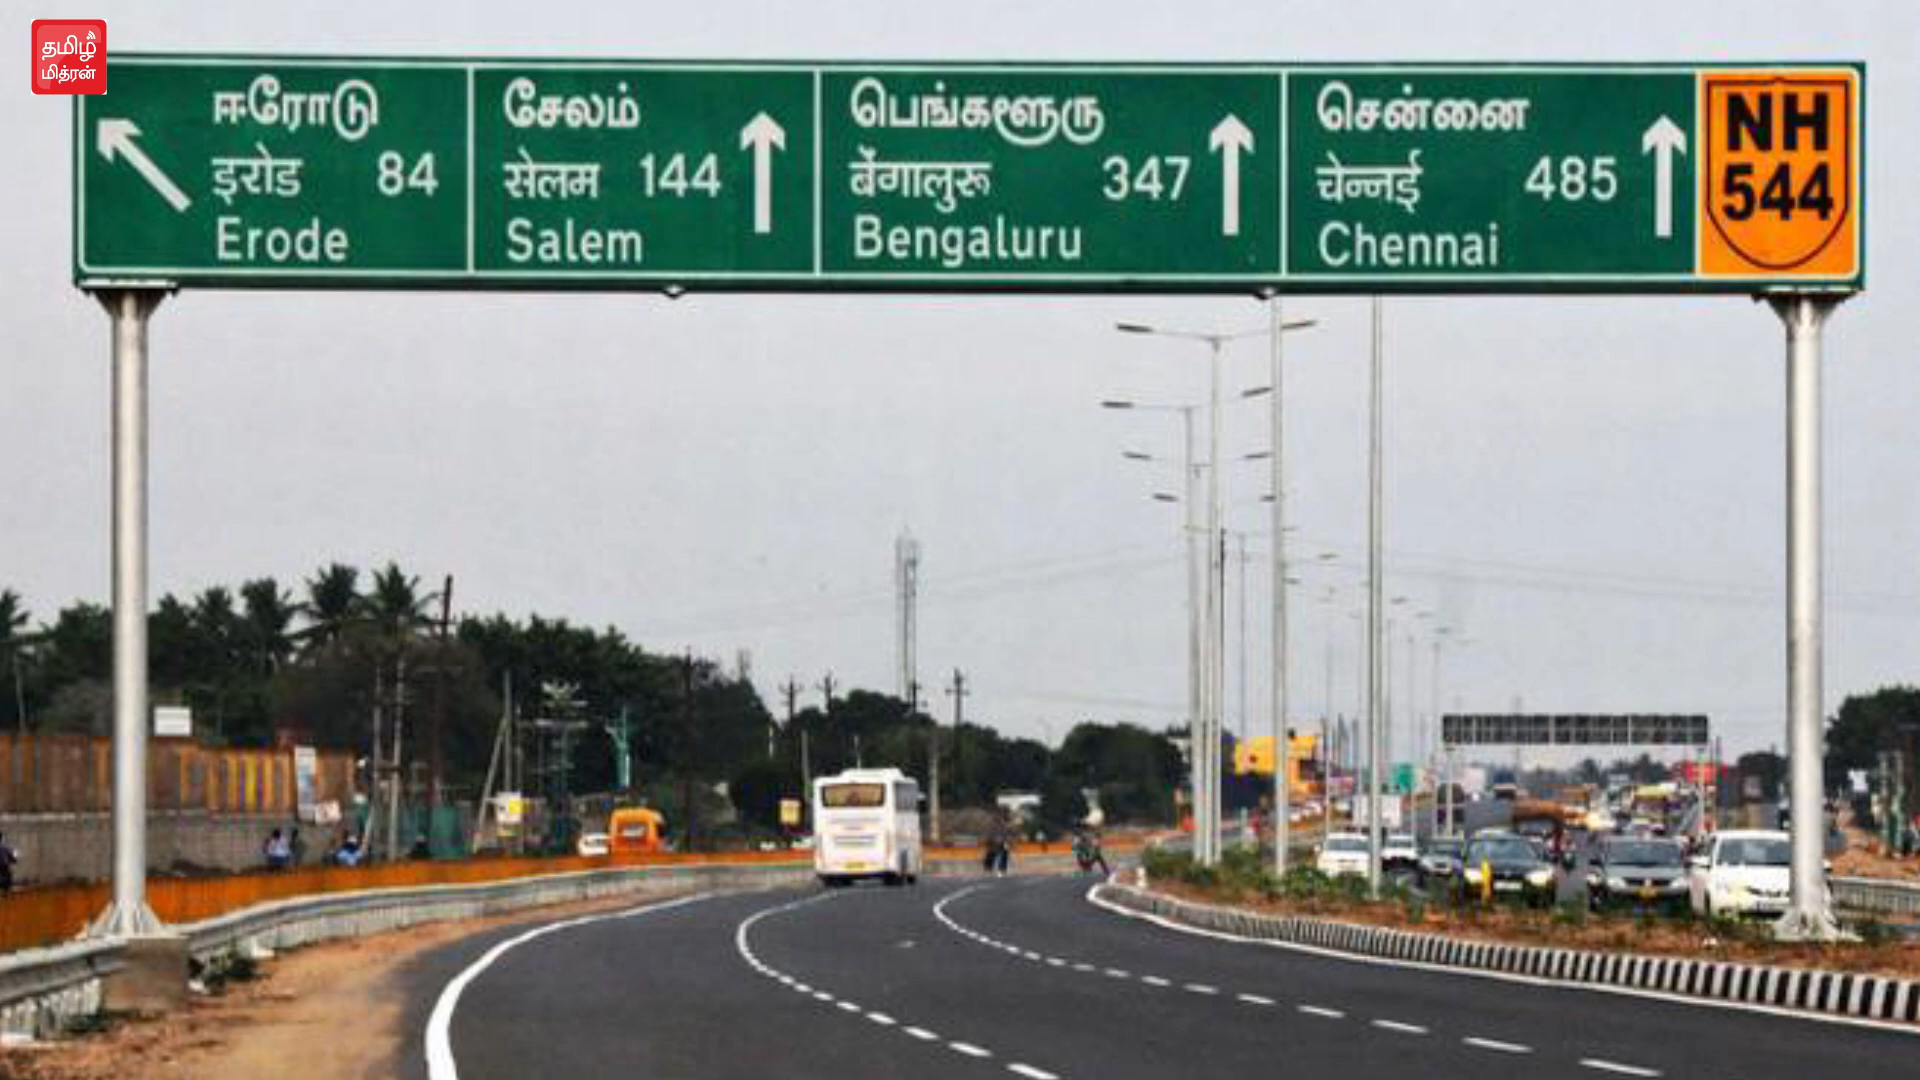 தமிழ்
மித்ரன்
ஈரோடு
इरोड 84
Erode
சேலம்
सेलम 144
Salem
பெங்களூரு
बेंगालुरू 347
Bengaluru
சென்னை
चेन्नई 485
Chennai
NH
544